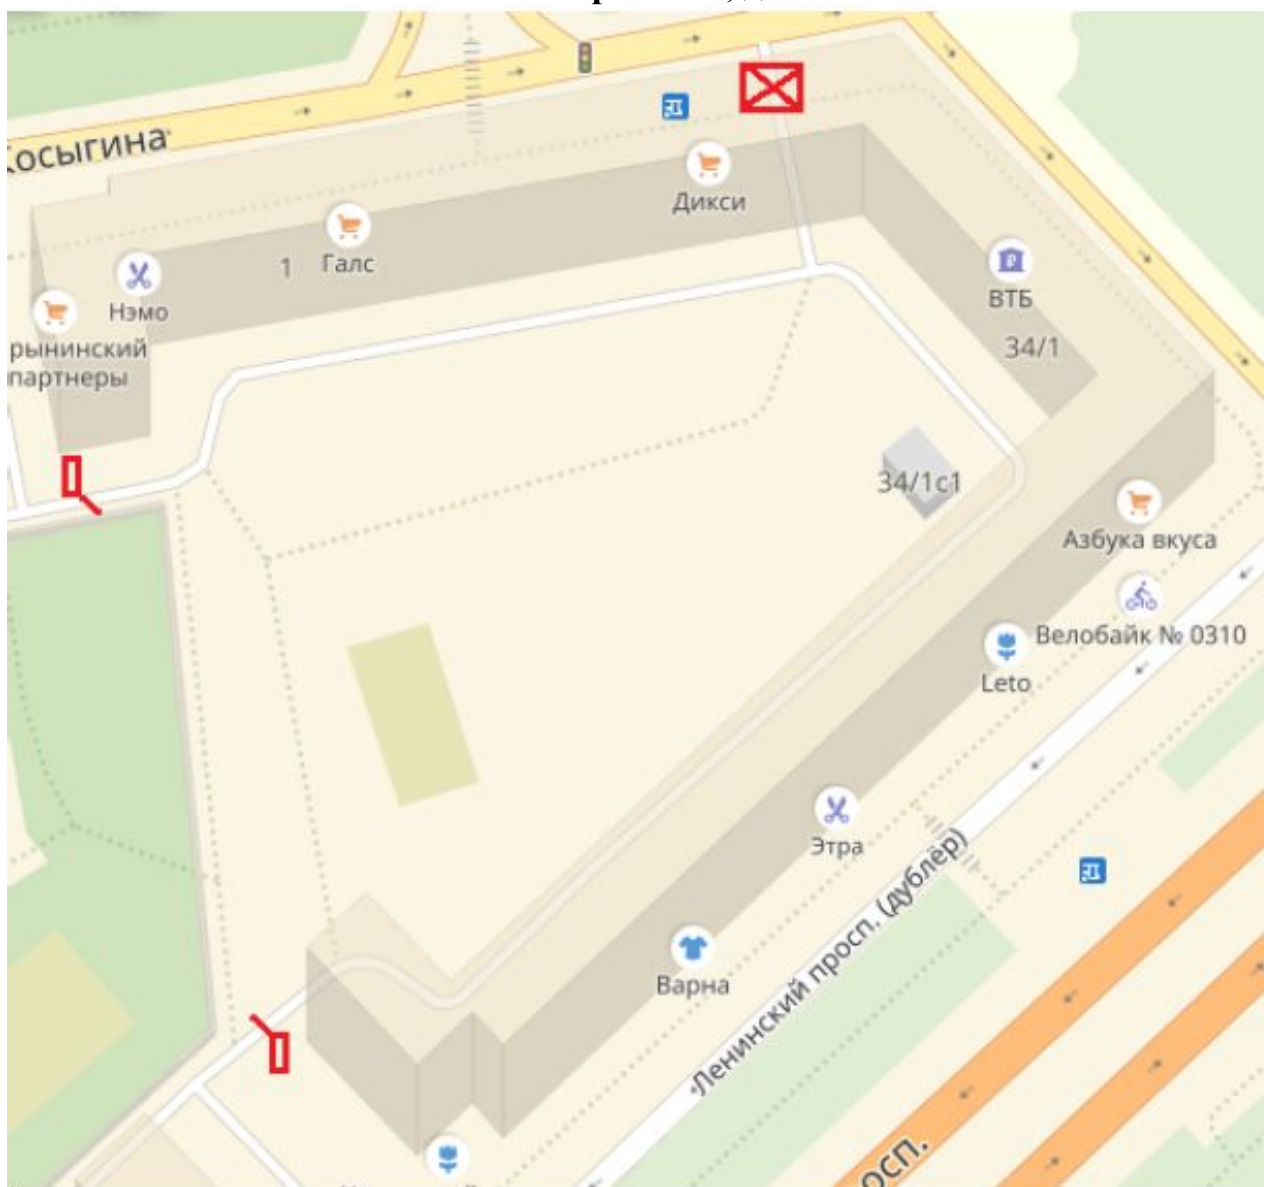 Косыгина
Дикси
Галс
1
ВТБ
Нэмо
34/1
рынинский
партнеры
34/1с1
Азбука вкуса
Велобайк № 0310
Leto
Этра
Ленинский просп. (дублёр)
Варна
осп.